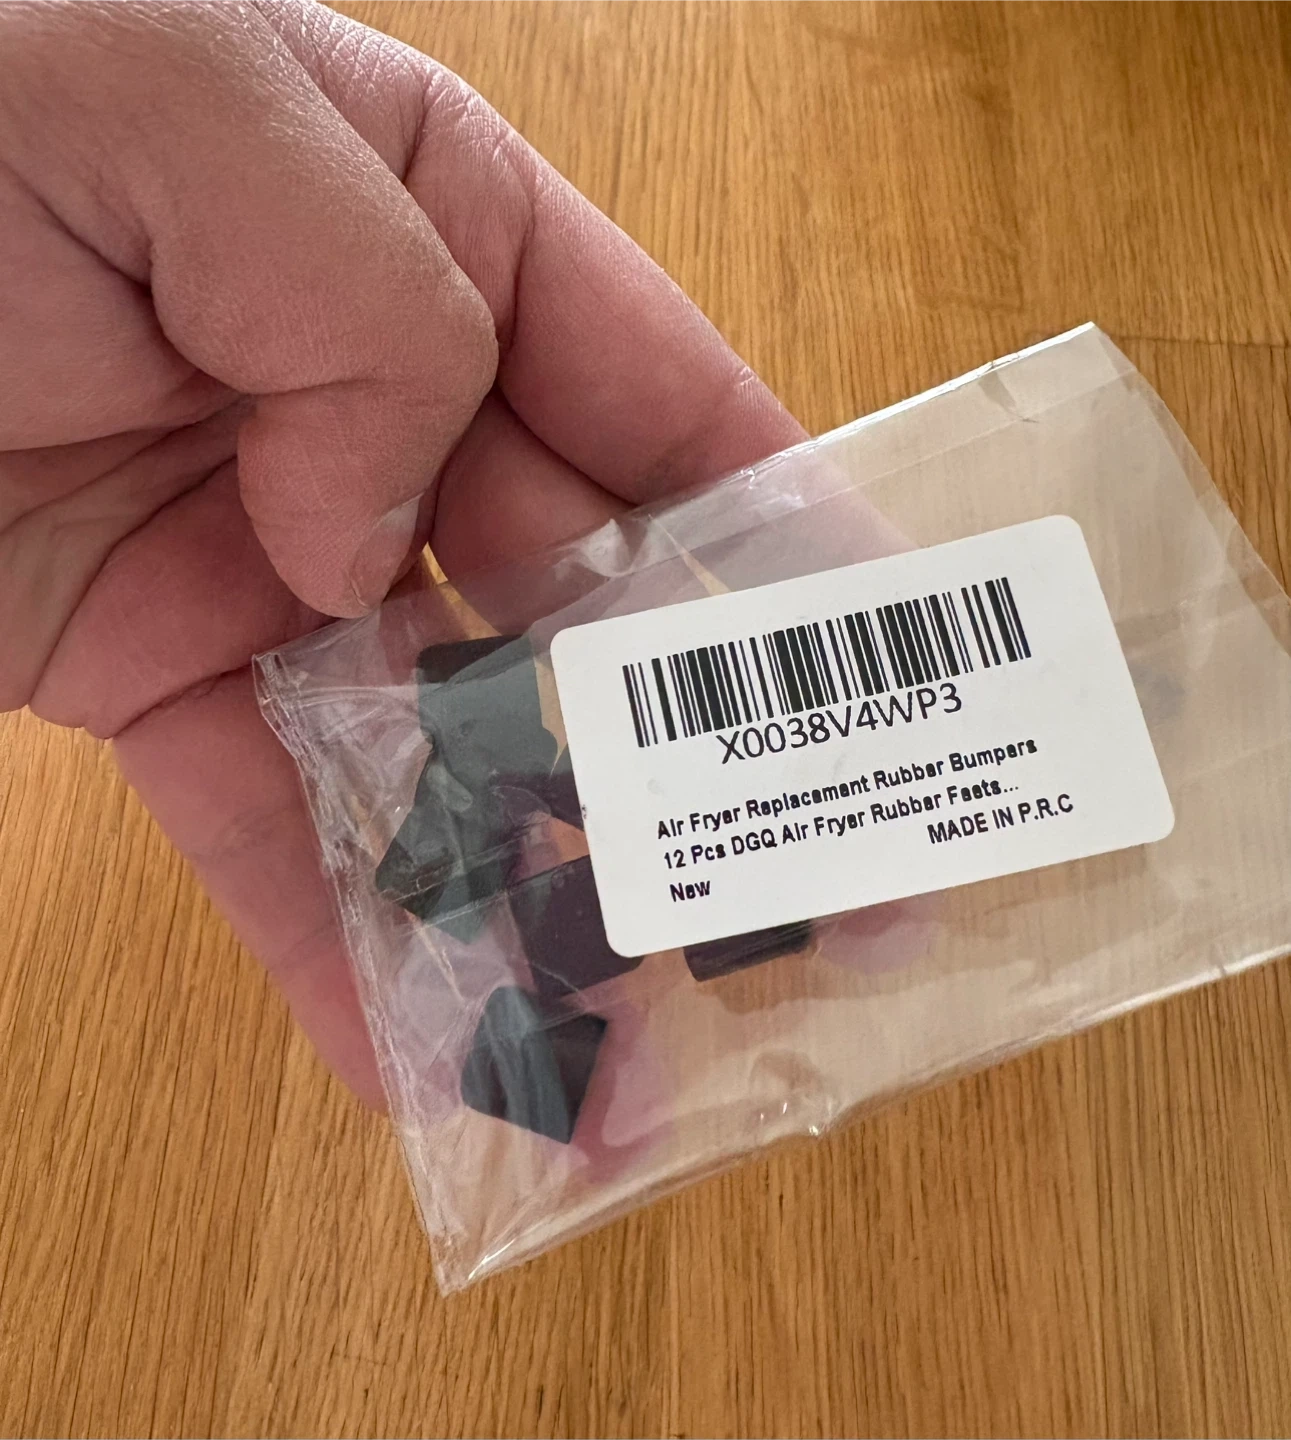 X0038V4WP3
Air Fryer Replacement Rubber Bumpers
12 Pcs DGQ Air Fryer Rubber Feets...
MADE IN P.R.C
New